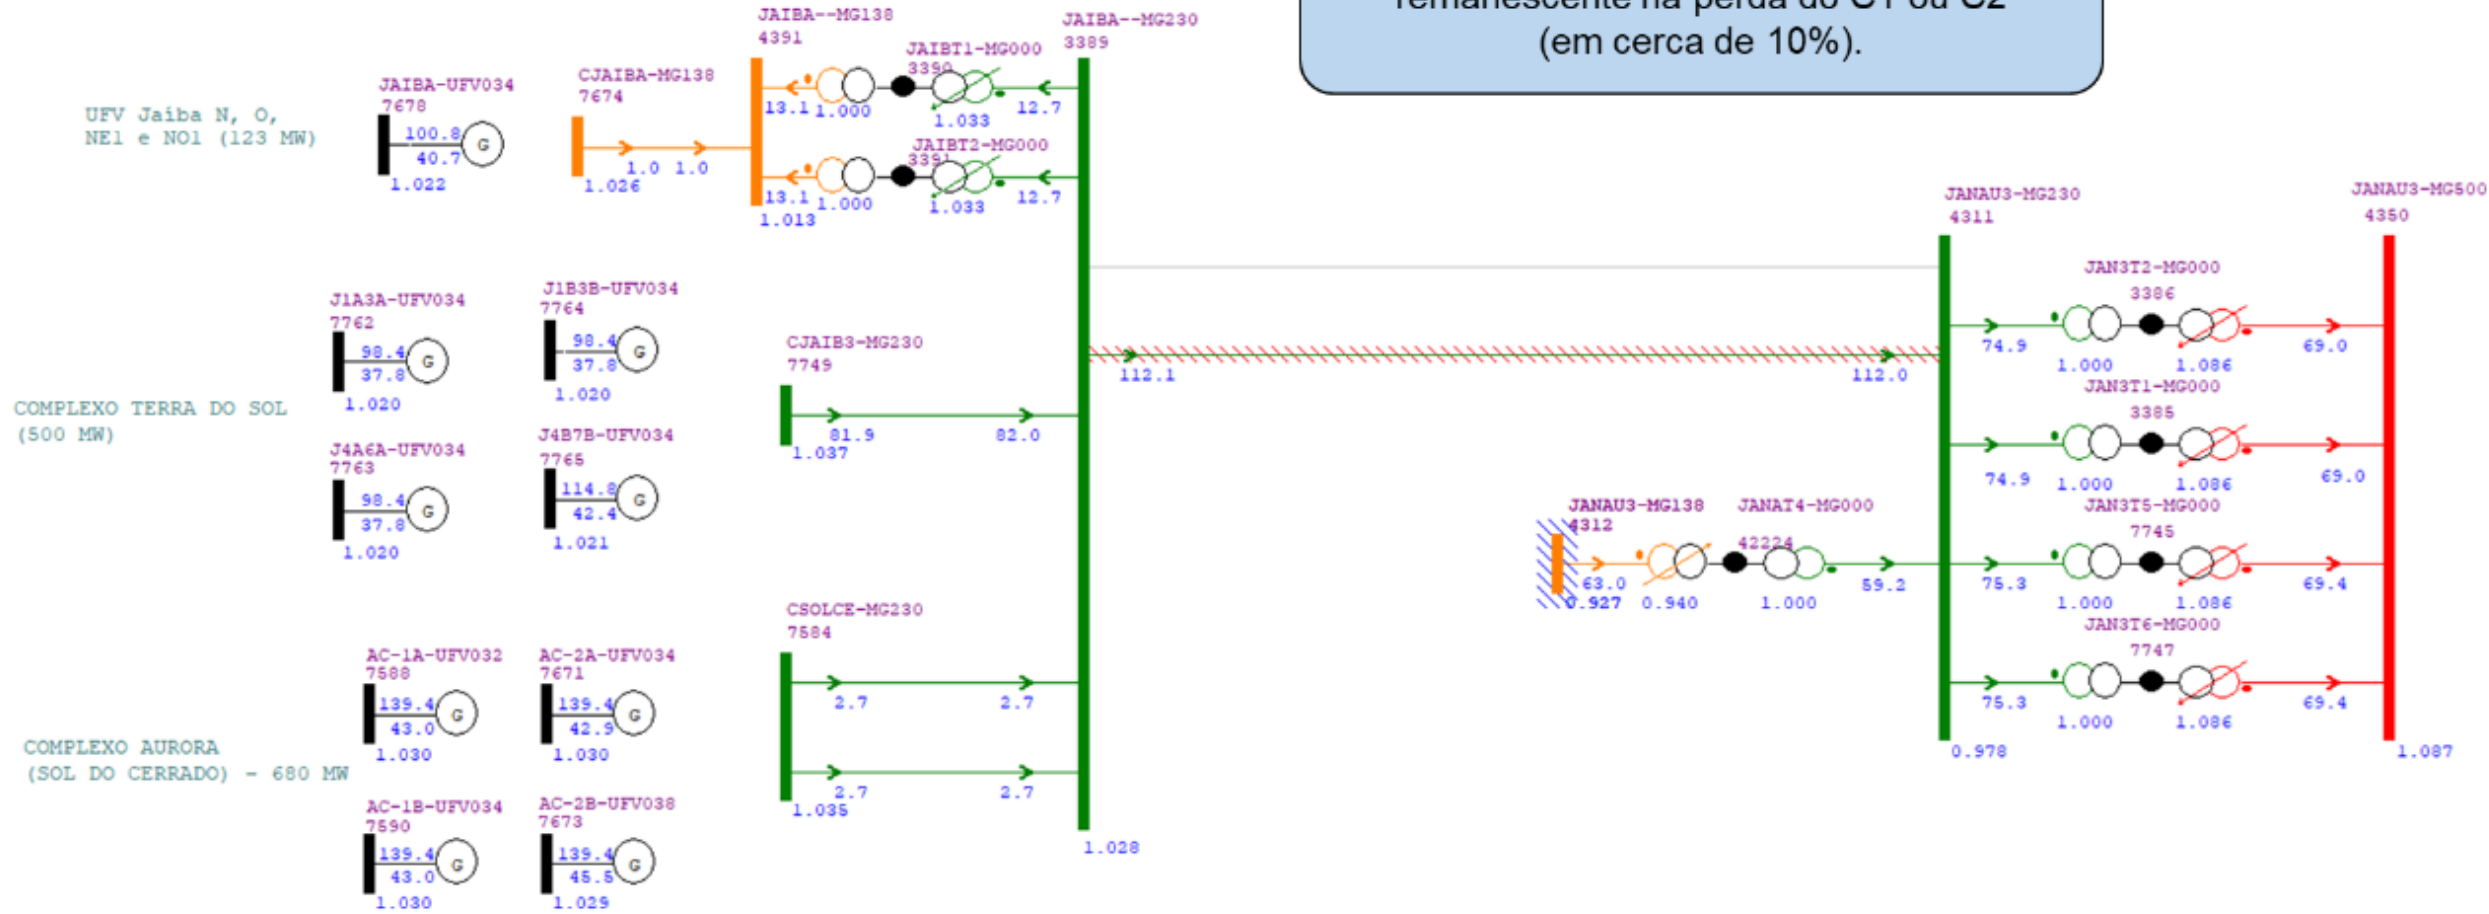 remanescente na perda do C1 ou C2
(em cerca de 10%).
JAIBA--MG138
4391
JAIBA--MG230
3389
JAIBT1-MG000
3390
CJAIBA-MG138
7674
JAIBA-UFV034
7678
UFV Jaíba N, O,
NE1 e NO1 (123 MW)
100.8
40.7
G
1.022
1.0 1.0
1.026
13.1
1.000
1.033
12.7
JAIBT2-MG000
3391
13.1
1.000
1.033
12.7
1.013
JANAU3-MG230
4311
JANAU3-MG500
4350
J1A3A-UFV034
7762
98.4
37.8
G
1.020
J1B3B-UFV034
7764
98.4
37.8
G
1.020
CJAIB3-MG230
7749
81.9
82.0
1.037
112.1
112.0
JAN3T2-MG000
3386
74.9
1.000
1.086
69.0
JAN3T1-MG000
3385
74.9
1.000
1.086
69.0
COMPLEXO TERRA DO SOL
(500 MW)
J4A6A-UFV034
7763
98.4
37.8
G
1.020
J4B7B-UFV034
7765
114.8
42.4
G
1.021
JANAU3-MG138
4312
63.0
0.927
0.940
JANAT4-MG000
42224
1.000
59.2
JAN3T5-MG000
7745
75.3
1.000
1.086
69.4
JAN3T6-MG000
7747
75.3
1.000
1.086
69.4
0.978
1.087
CSOLCE-MG230
7584
2.7
2.7
2.7
2.7
1.035
1.028
AC-1A-UFV032
7588
139.4
43.0
G
1.030
AC-2A-UFV034
7671
139.4
42.9
G
1.030
COMPLEXO AURORA
(SOL DO CERRADO) - 680 MW
AC-1B-UFV034
7590
139.4
43.0
G
1.030
AC-2B-UFV038
7673
139.4
45.5
G
1.029